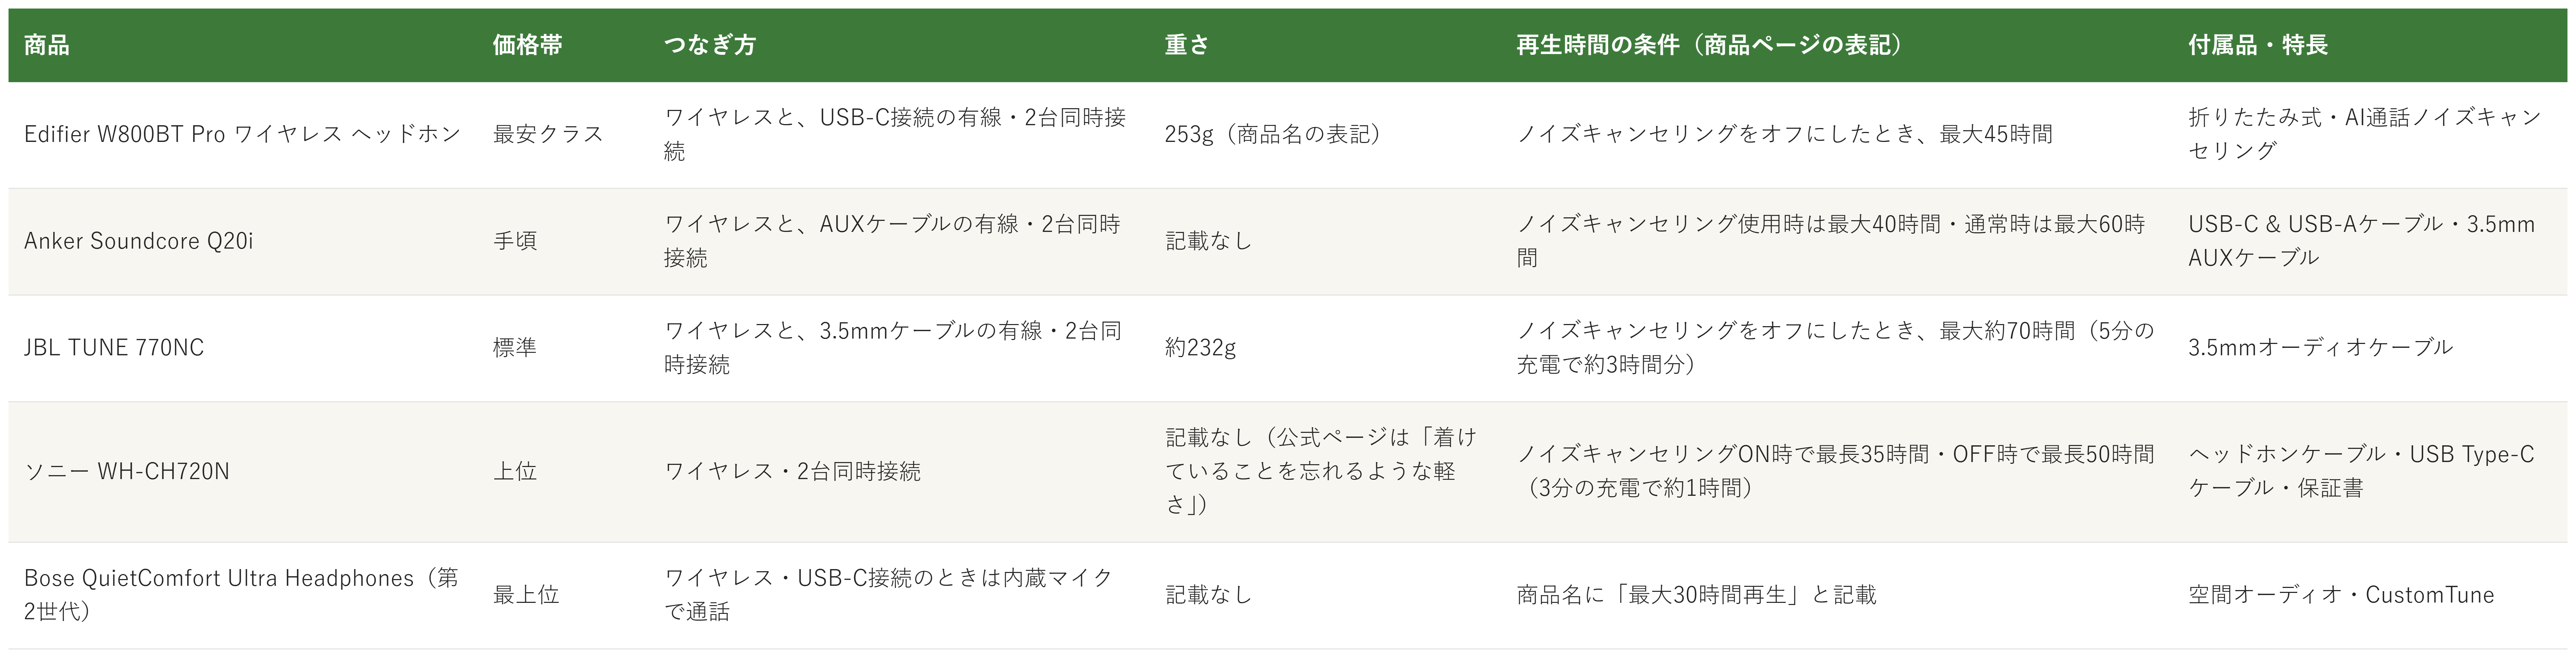 商品 価格帯 つなぎ方 重さ 再生時間の条件（商品ページの表記） 付属品・特長
Edifier W800BT Pro ワイヤレス ヘッドホン
最安クラス
ワイヤレスと、USB-C接続の有線・2台同時接
続
253g（商品名の表記）
ノイズキャンセリングをオフにしたとき、最大45時間
折りたたみ式・AI通話ノイズキャン
セリング
Anker Soundcore Q20i
手頃
ワイヤレスと、AUXケーブルの有線・2台同時
接続
記載なし
ノイズキャンセリング使用時は最大40時間・通常時は最大60時
間
USB-C & USB-Aケーブル・3.5mm
AUXケーブル
JBL TUNE 770NC
標準
ワイヤレスと、3.5mmケーブルの有線・2台同
時接続
約232g
ノイズキャンセリングをオフにしたとき、最大約70時間（5分の
充電で約3時間分）
3.5mmオーディオケーブル
ソニー WH-CH720N
上位
ワイヤレス・2台同時接続
記載なし（公式ページは「着け
ていることを忘れるような軽
さ」）
ノイズキャンセリングON時で最長35時間・OFF時で最長50時間
（3分の充電で約1時間）
ヘッドホンケーブル・USB Type-C
ケーブル・保証書
Bose QuietComfort Ultra Headphones（第
2世代）
最上位
ワイヤレス・USB-C接続のときは内蔵マイク
で通話
記載なし
商品名に「最大30時間再生」と記載
空間オーディオ・CustomTune